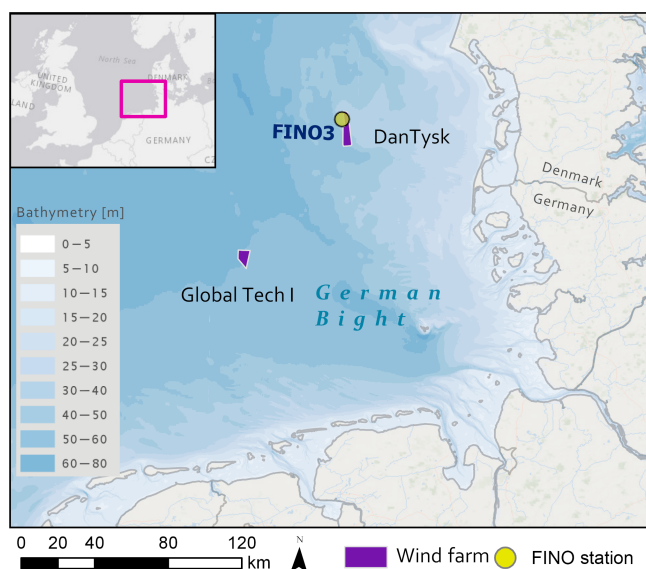 North Sea
UNITED
KINGDOM
DENMARK
LAND
GERMANY
CZ
FINO3
DanTysk
Denmark
Germany
Bathymetry [m]
0–5
5–10
10–15
15–20
20–25
25–30
30–40
40–50
50–60
60–80
Global Tech I
German
Bight
0 20 40 80 120
km
N
Wind farm
FINO station